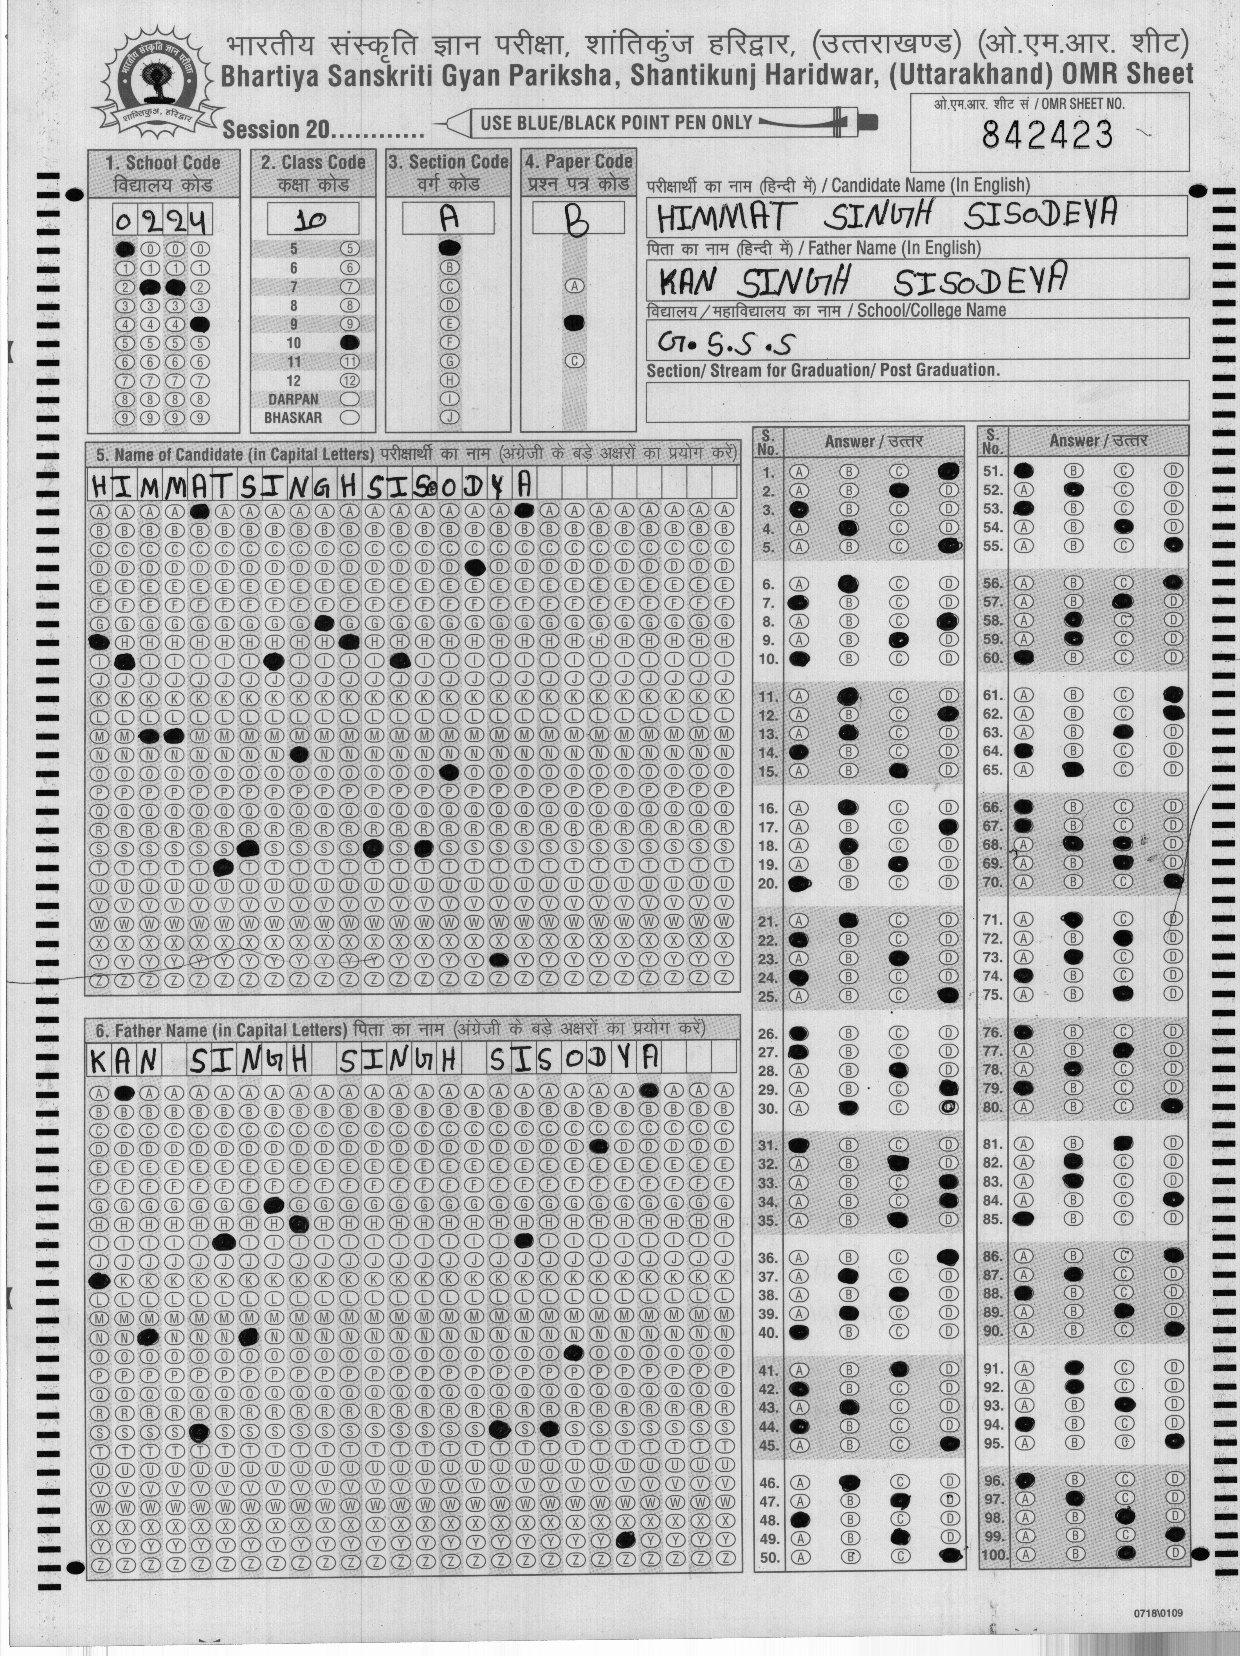 भारतीय संस्कृति ज्ञान परीक्षा, शांतिकुंज हरिद्वार, (उत्तराखण्ड) (ओ.एम.आर. शीट)
Bhartiya Sanskriti Gyan Pariksha, Shantikunj Haridwar, (Uttarakhand) OMR Sheet
Session 20............
USE BLUE/BLACK POINT PEN ONLY
ओ.एम.आर. शीट सं / OMR SHEET NO.
842423
1. School Code
विद्यालय कोड
0224
2. Class Code
कक्षा कोड
10
5
6
7
8
9
10
11
12
DARPAN
BHASKAR
3. Section Code
वर्ग कोड
A
4. Paper Code
प्रश्न पत्र कोड
B
परीक्षार्थी का नाम (हिन्दी में) / Candidate Name (In English)
HIMMAT SINGH SISODEYA
पिता का नाम (हिन्दी में) / Father Name (In English)
KAN SINGH SISODEYA
विद्यालय/महाविद्यालय का नाम / School/College Name
G.S.S.S
Section/ Stream for Graduation/ Post Graduation.
5. Name of Candidate (in Capital Letters) परीक्षार्थी का नाम (अंग्रेजी के बड़े अक्षरों का प्रयोग करें)
HIMMATSINGHSISODYA
6. Father Name (in Capital Letters) पिता का नाम (अंग्रेजी के बड़े अक्षरों का प्रयोग करें)
KAN SINGH SINGH SISODYA
S. No. Answer / उत्तर
S. No. Answer / उत्तर
0718\0109